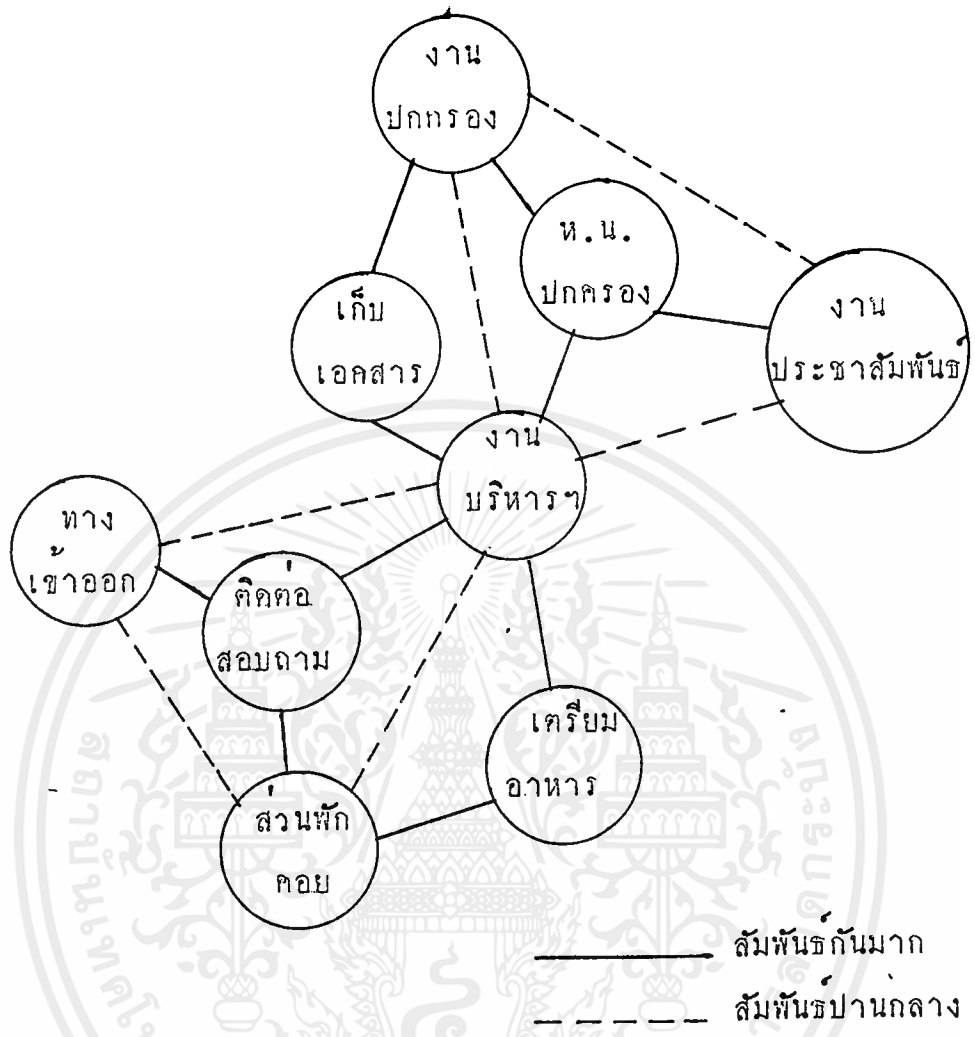 งาน
ปกครอง
ห.น.
ปกครอง
งาน
ประชาสัมพันธ์
เก็บ
เอกสาร
งาน
บริหารฯ
ทาง
เข้าออก
ติดต่อ
สอบถาม
เตรียม
อาหาร
ส่วนพัก
คอย
สัมพันธ์กันมาก
สัมพันธ์ปานกลาง